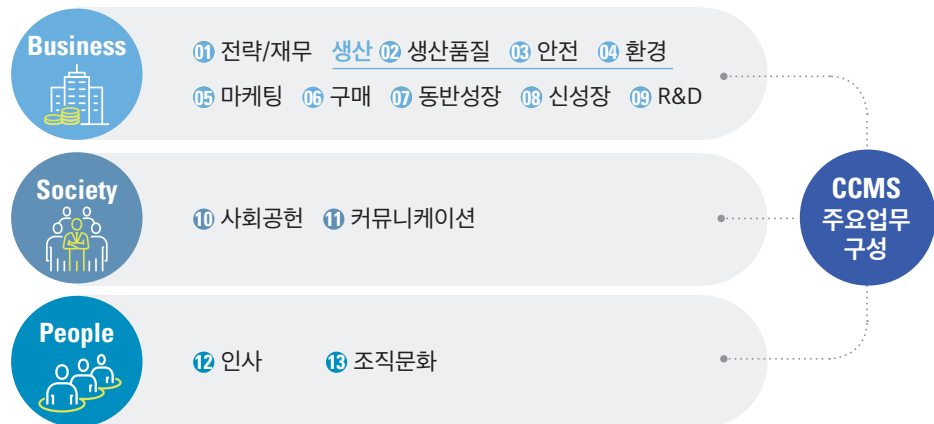 Business
01 전략/재무 생산 02 생산품질 03 안전 04 환경
05 마케팅 06 구매 07 동반성장 08 신성장 09 R&D
Society
10 사회공헌 11 커뮤니케이션
CCMS
주요업무
구성
People
12 인사 13 조직문화